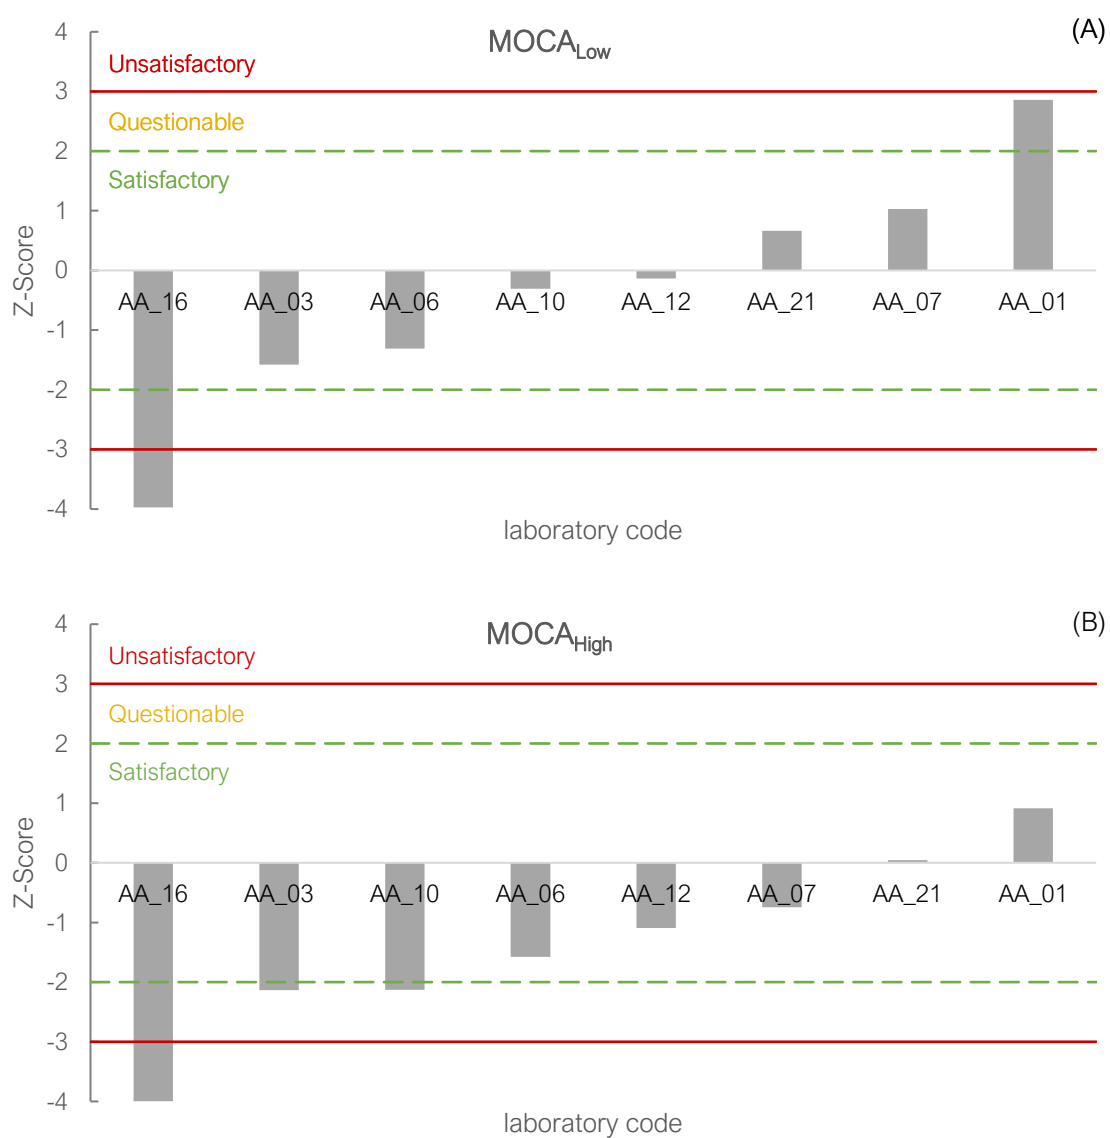 (A)
MOCALow
4
Unsatisfactory
3
Questionable
2
Satisfactory
1
0
Z-Score
AA_16 AA_03 AA_06 AA_10 AA_12 AA_21 AA_07 AA_01
-1
-2
-3
-4
laboratory code
(B)
MOCAHigh
4
Unsatisfactory
3
Questionable
2
Satisfactory
1
0
Z-Score
AA_16 AA_03 AA_10 AA_06 AA_12 AA_07 AA_21 AA_01
-1
-2
-3
-4
laboratory code